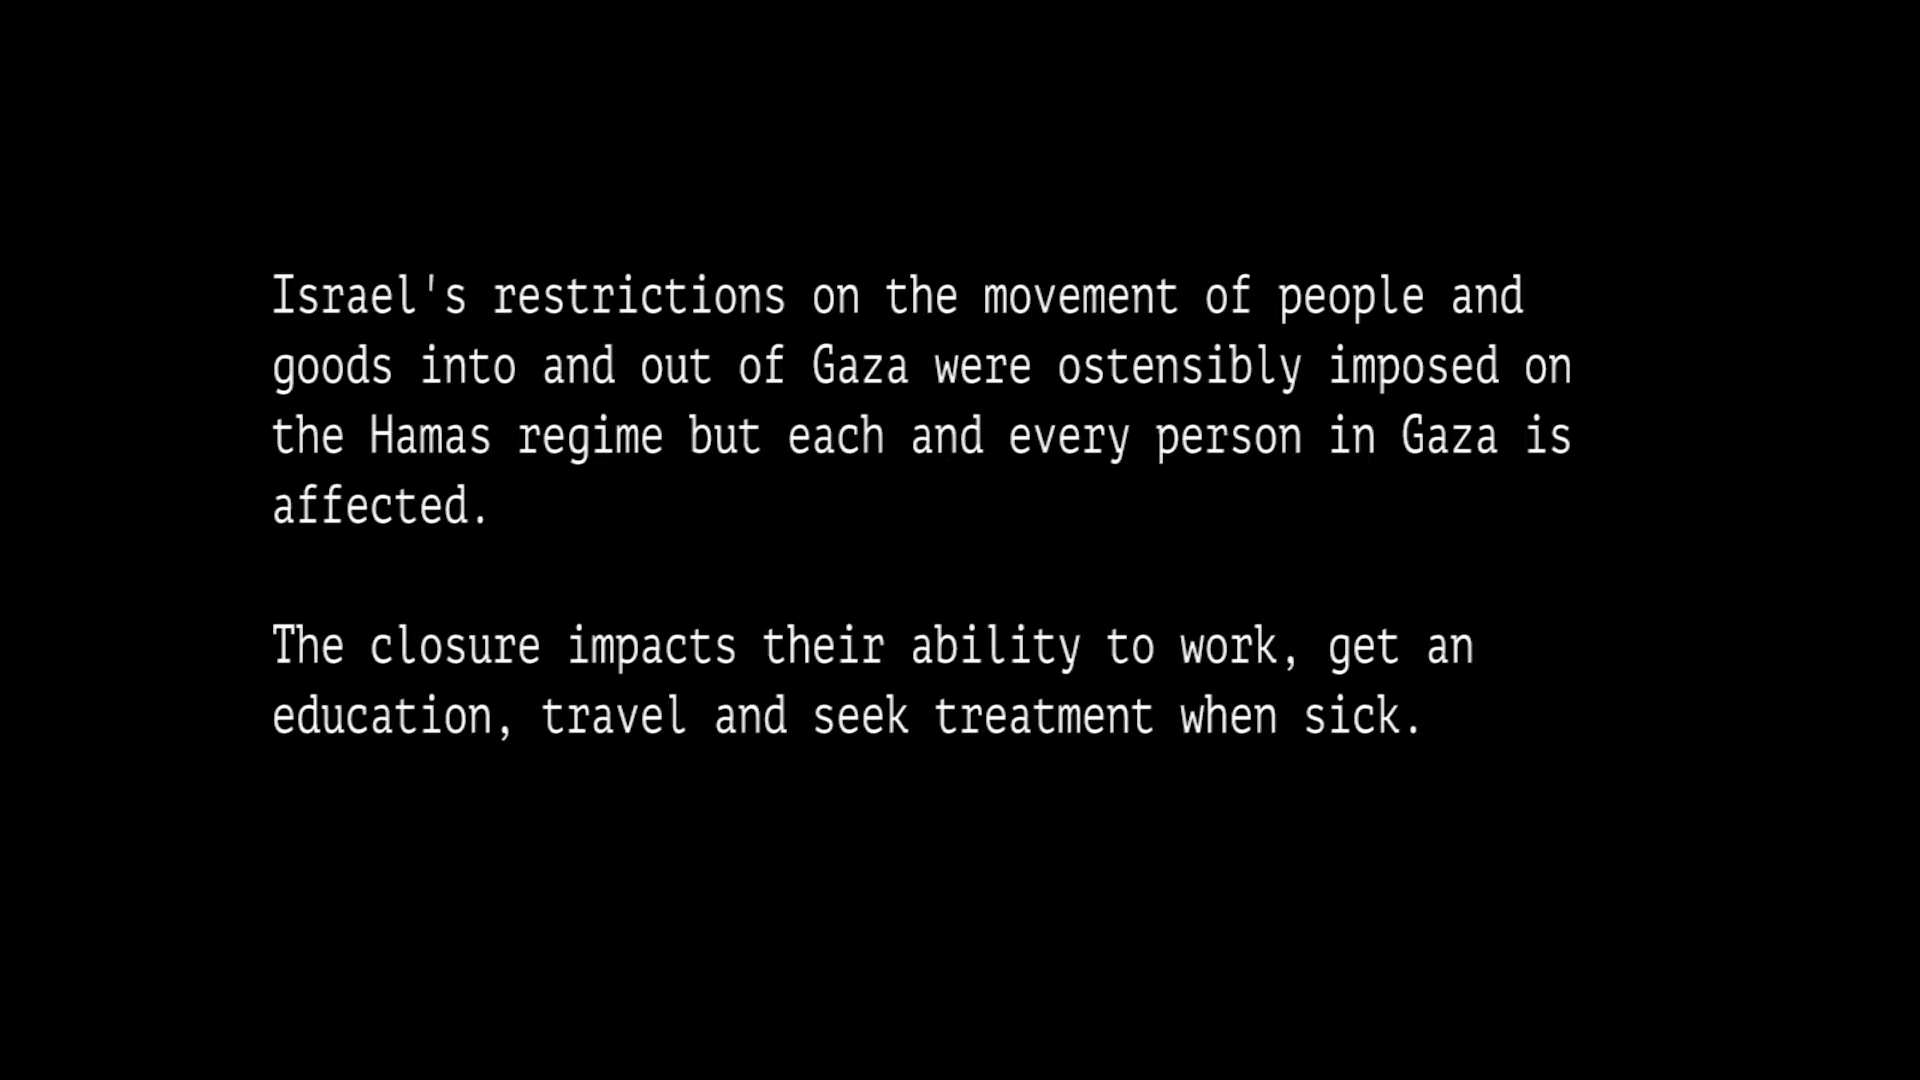 Israel's restrictions on the movement of people and
goods into and out of Gaza were ostensibly imposed on
the Hamas regime but each and every person in Gaza is
affected.
The closure impacts their ability to work, get an
education, travel and seek treatment when sick.